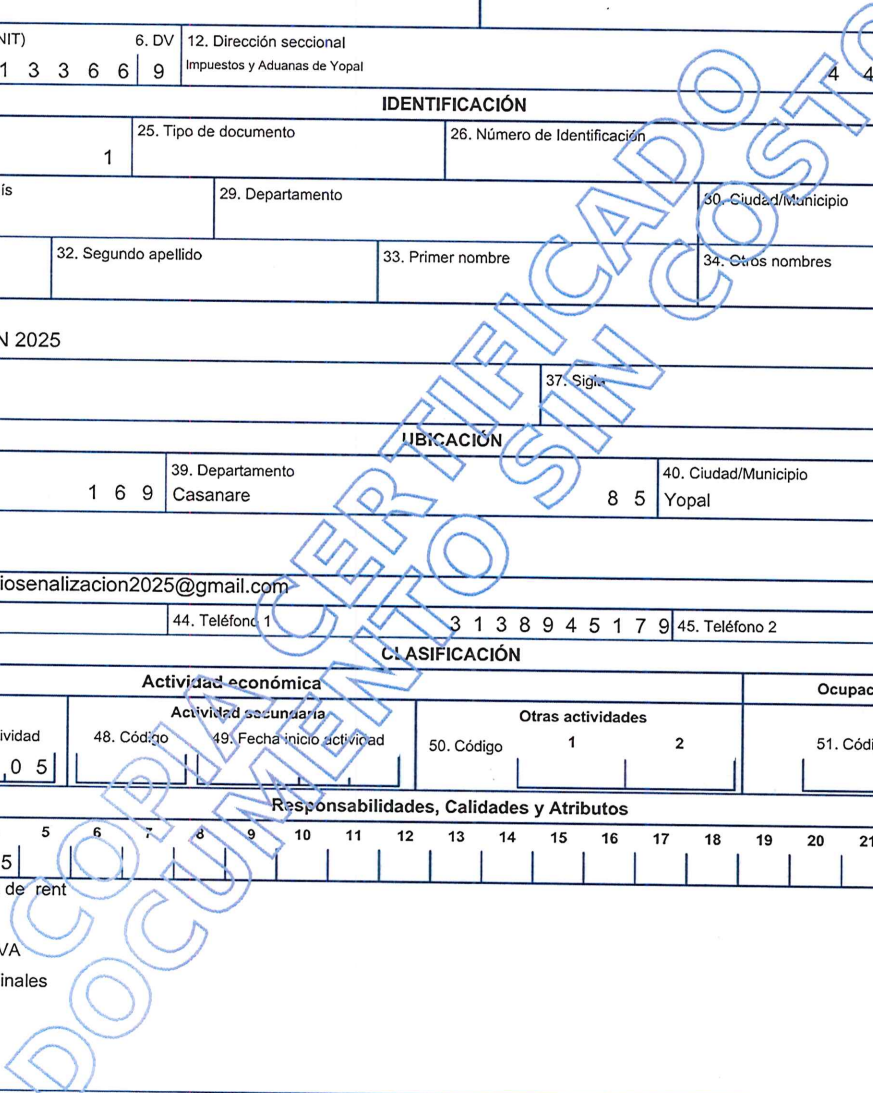 NIT) 6. DV 12. Dirección seccional
1 3 3 6 6 9 Impuestos y Aduanas de Yopal 4 4
IDENTIFICACIÓN
25. Tipo de documento 26. Número de Identificación
1
ís 29. Departamento 30. Ciudad/Municipio
32. Segundo apellido 33. Primer nombre 34. Otros nombres
N 2025
37. Sigla
UBICACIÓN
39. Departamento 40. Ciudad/Municipio
1 6 9 Casanare 8 5 Yopal
iosenalizacion2025@gmail.com
44. Teléfono 1 3 1 3 8 9 4 5 1 7 9 45. Teléfono 2
CLASIFICACIÓN
Actividad económica Ocupac
Actividad secundaria Otras actividades
ividad 48. Código 49. Fecha inicio actividad 50. Código 1 2 51. Códi
0 5
Responsabilidades, Calidades y Atributos
5 6 7 8 9 10 11 12 13 14 15 16 17 18 19 20 21
5
de rent
VA
inales
COPIA CERTIFICADO
DOCUMENTO SIN COSTO